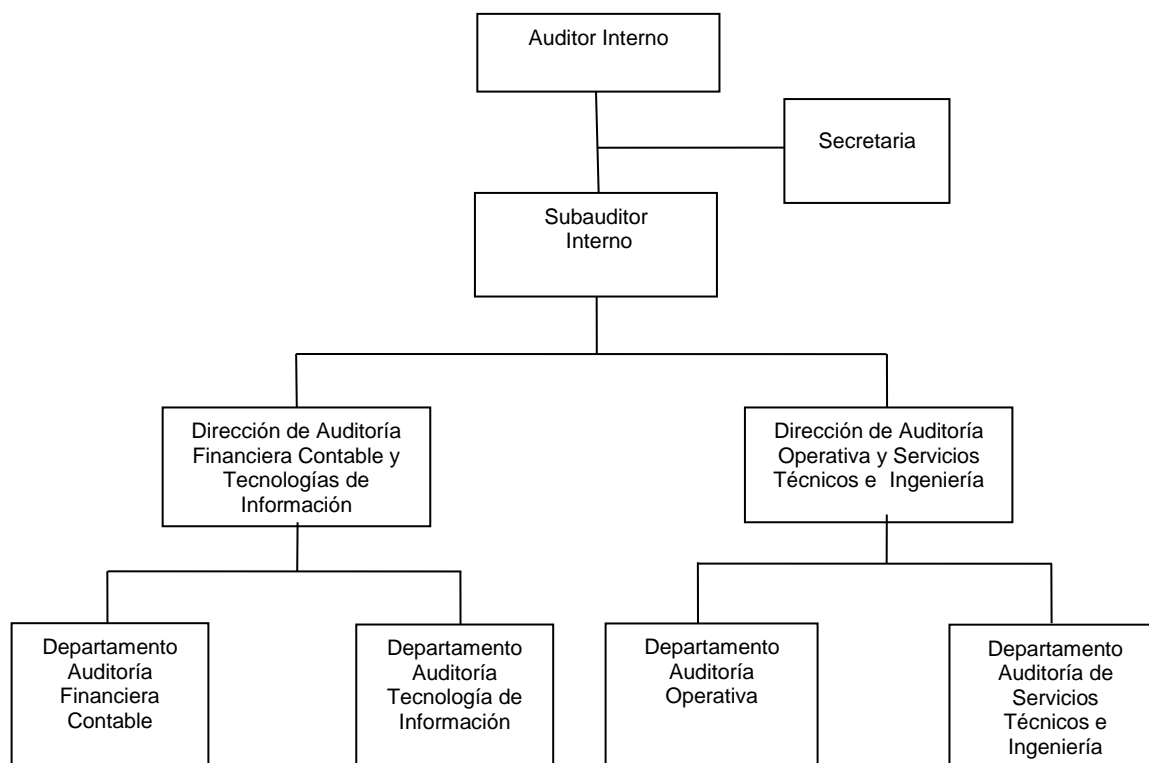 Auditor Interno
Secretaria
Subauditor
Interno
Dirección de Auditoría
Financiera Contable y
Tecnologías de
Información
Dirección de Auditoría
Operativa y Servicios
Técnicos e Ingeniería
Departamento
Auditoría
Financiera
Contable
Departamento
Auditoría
Tecnología de
Información
Departamento
Auditoría
Operativa
Departamento
Auditoría de
Servicios
Técnicos e
Ingeniería